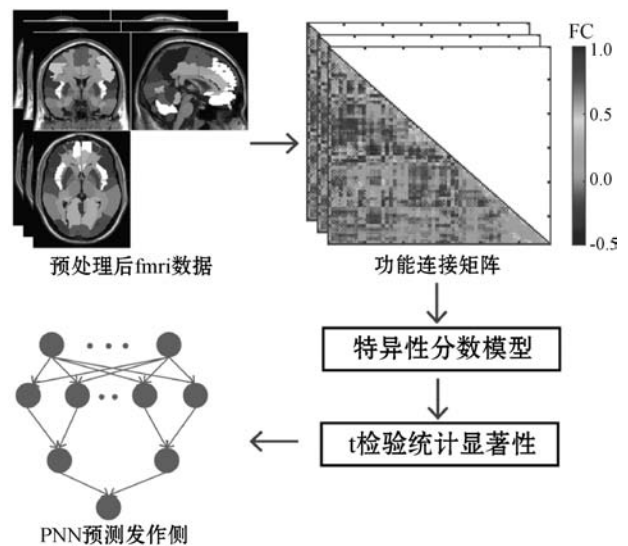 FC
1.0
0.5
0.0
-0.5
预处理后fmri数据
功能连接矩阵
特异性分数模型
t检验统计显著性
PNN预测发作侧